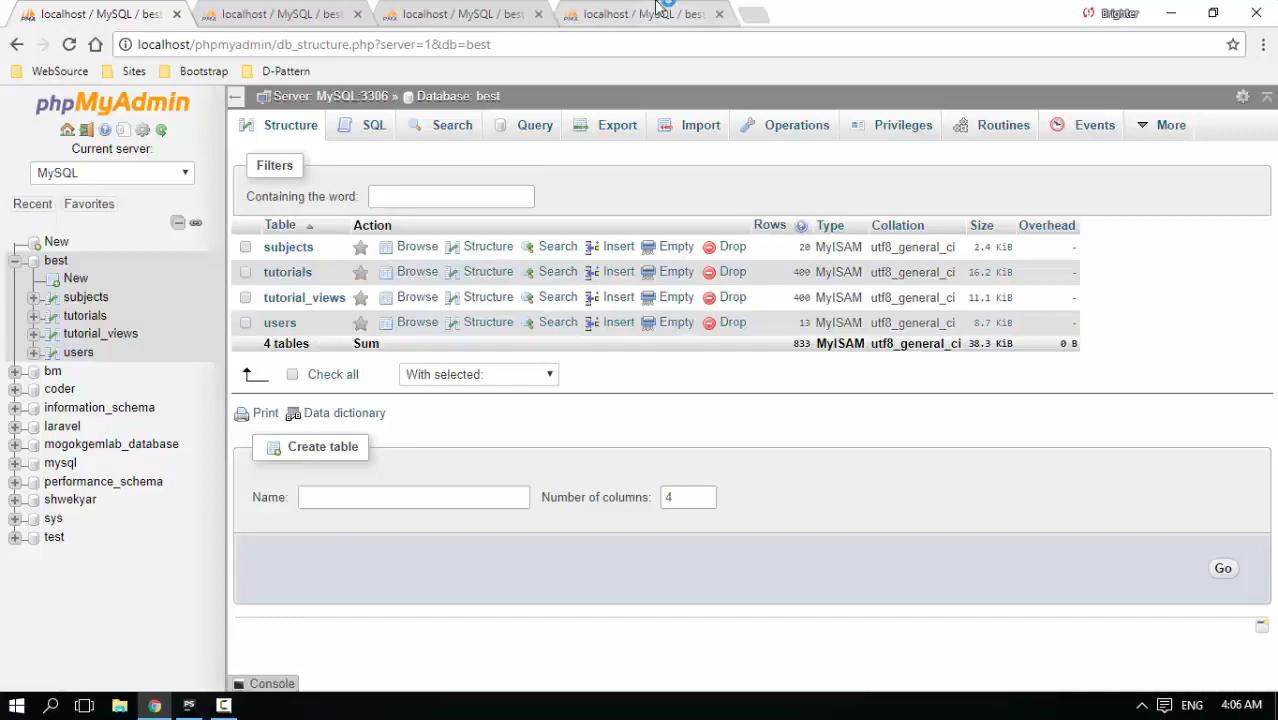 localhost / MySQL / best
localhost / MySQL / best
localhost / MySQL / best
localhost / MySQL / best
Brighter
localhost/phpmyadmin/db_structure.php?server=1&db=best
WebSource Sites Bootstrap D-Pattern
phpMyAdmin
Current server:
MySQL
Recent Favorites
New
best
New
subjects
tutorials
tutorial_views
users
bm
coder
information_schema
laravel
mogokgemlab_database
mysql
performance_schema
shwekyar
sys
test
Server: MySQL:3306 » Database: best
Structure SQL Search Query Export Import Operations Privileges Routines Events More
Filters
Containing the word:
Table Action Rows Type Collation Size Overhead
subjects Browse Structure Search Insert Empty Drop 20 MyISAM utf8_general_ci 2.4 KiB -
tutorials Browse Structure Search Insert Empty Drop 400 MyISAM utf8_general_ci 16.2 KiB -
tutorial_views Browse Structure Search Insert Empty Drop 400 MyISAM utf8_general_ci 11.1 KiB -
users Browse Structure Search Insert Empty Drop 13 MyISAM utf8_general_ci 8.7 KiB -
4 tables Sum 833 MyISAM utf8_general_ci 38.3 KiB 0 B
Check all With selected:
Print Data dictionary
Create table
Name: Number of columns: 4
Go
Console
PS C ENG 4:06 AM